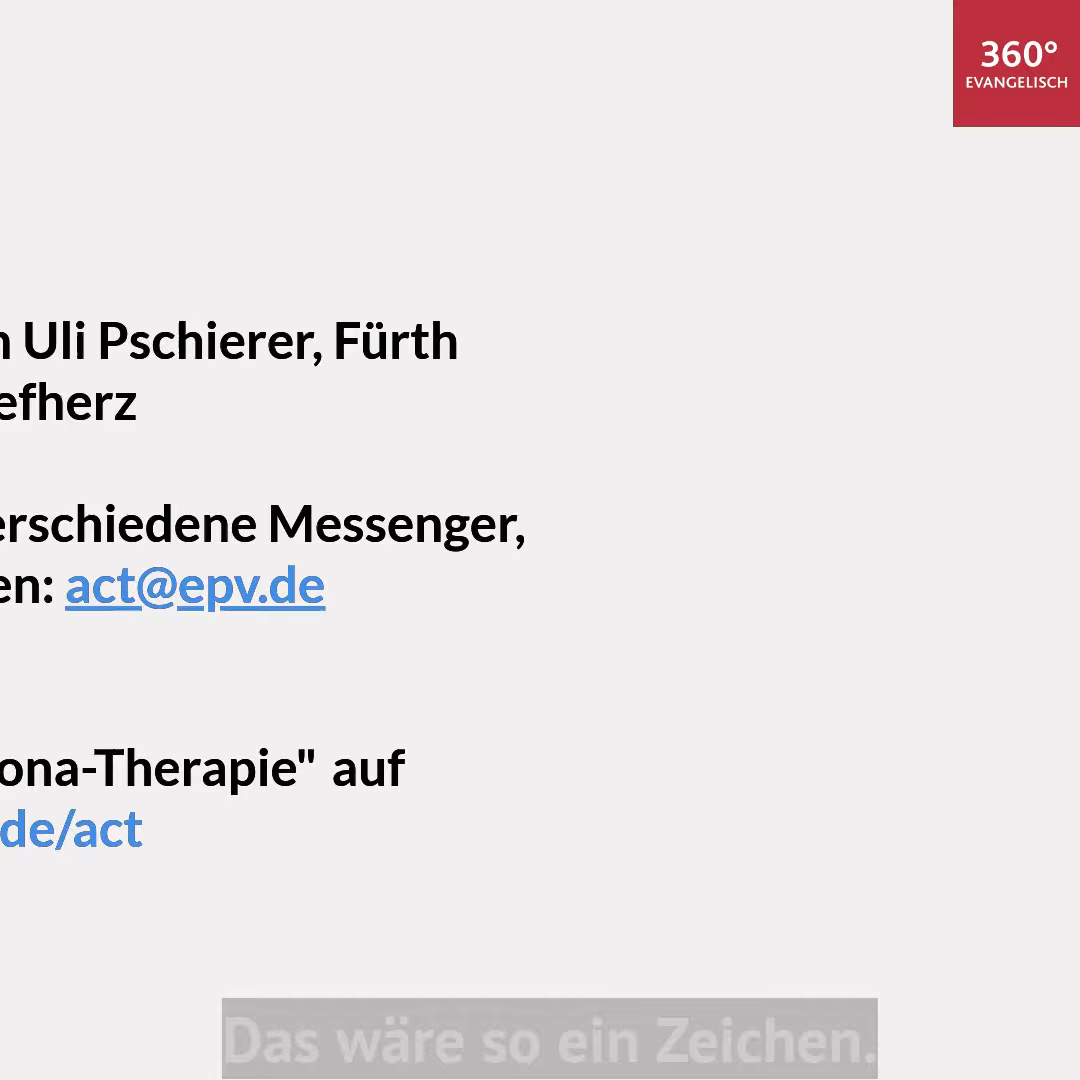 360°
EVANGELISCH
n Uli Pschierer, Fürth
efherz
erschiedene Messenger,
en: act@epv.de
ona-Therapie" auf
de/act
Das wäre so ein Zeichen.